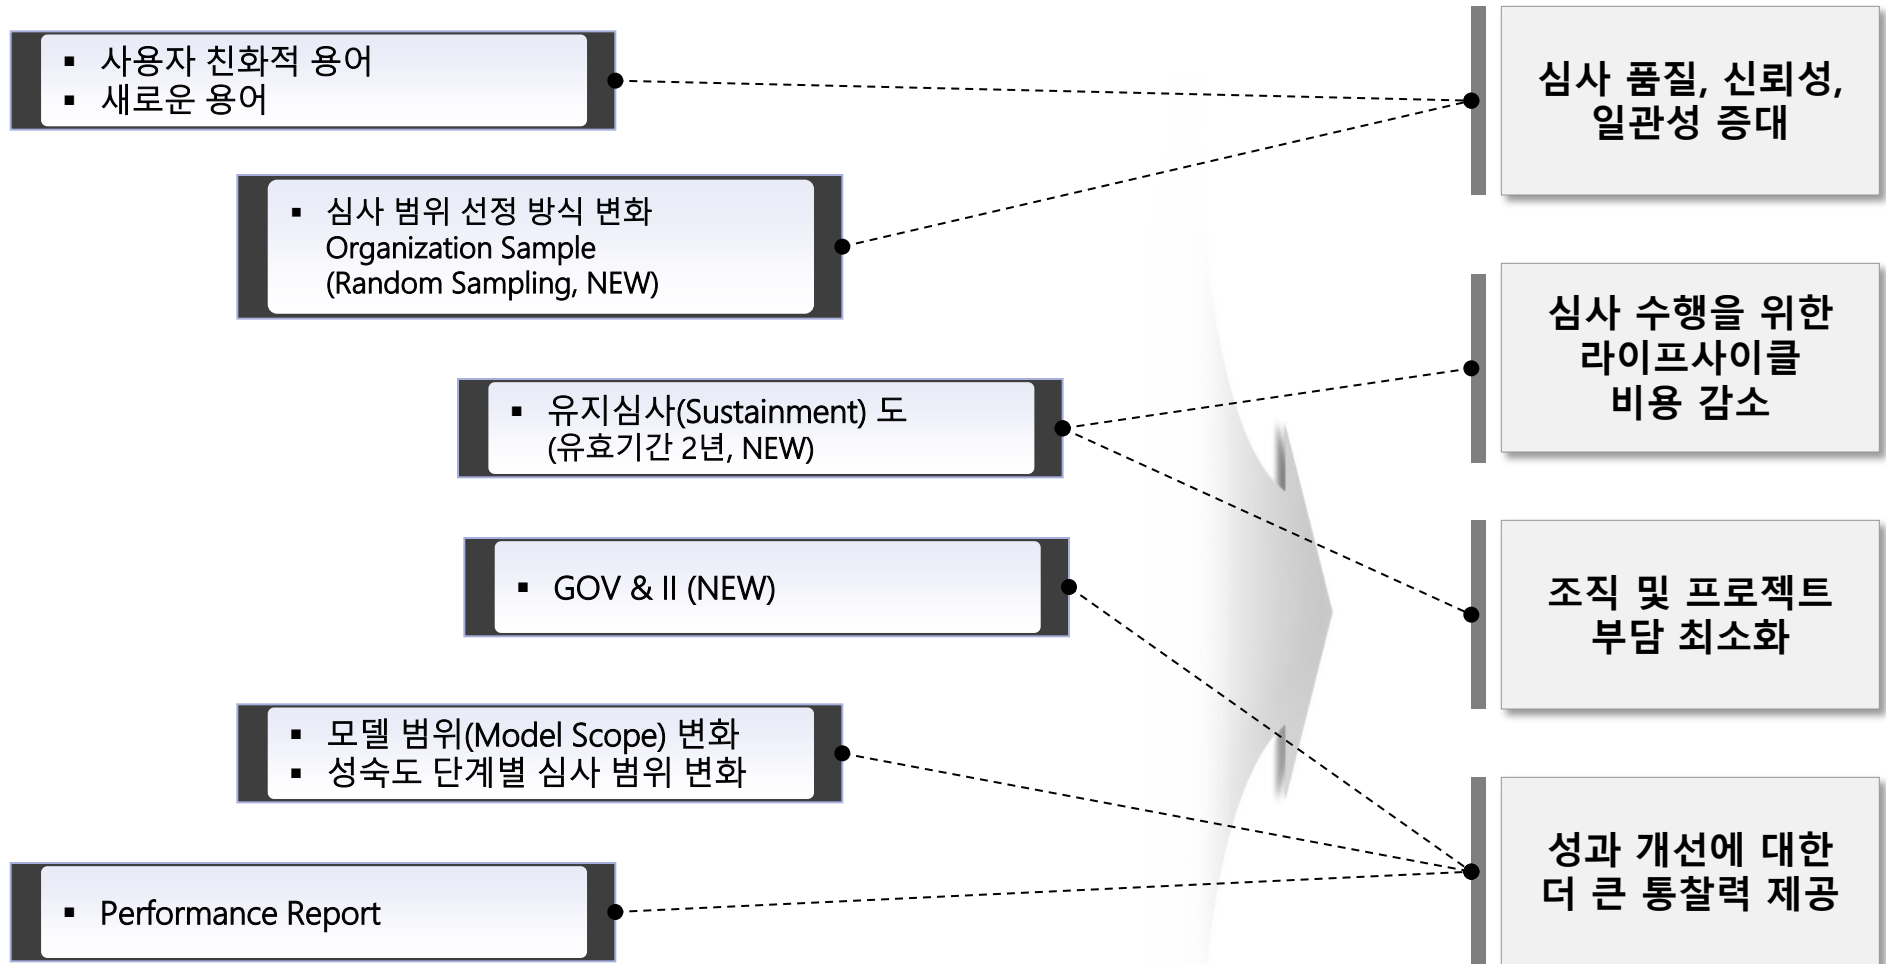 ▪ 사용자 친화적 용어
▪ 새로운 용어
▪ 심사 범위 선정 방식 변화
Organization Sample
(Random Sampling, NEW)
▪ 유지심사(Sustainment) 도
(유효기간 2년, NEW)
▪ GOV & II (NEW)
▪ 모델 범위(Model Scope) 변화
▪ 성숙도 단계별 심사 범위 변화
▪ Performance Report
심사 품질, 신뢰성,
일관성 증대
심사 수행을 위한
라이프사이클
비용 감소
조직 및 프로젝트
부담 최소화
성과 개선에 대한
더 큰 통찰력 제공